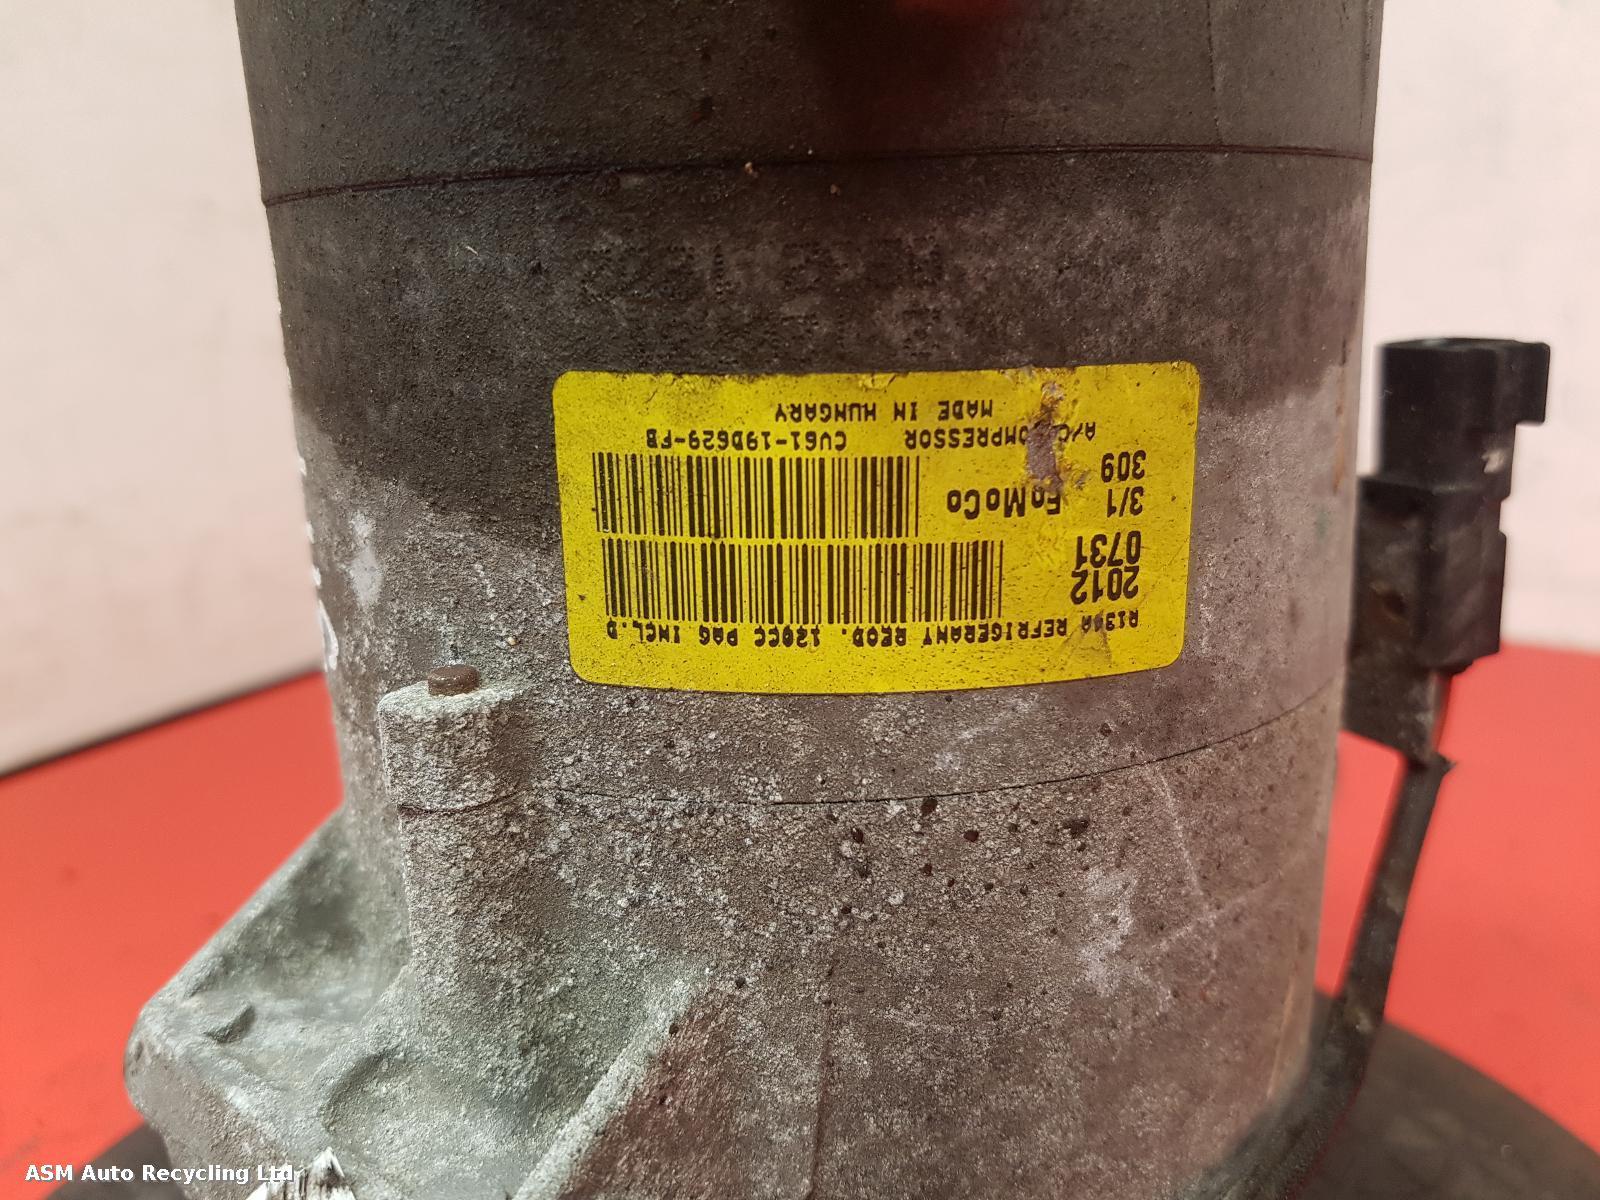 R134A REFRIGERANT REQD. 120CC PAG INCL.D
2012
0731
3/1
309
FoMoCo
A/C COMPRESSOR CV61-19D629-FB
MADE IN HUNGARY
ASM Auto Recycling Ltd